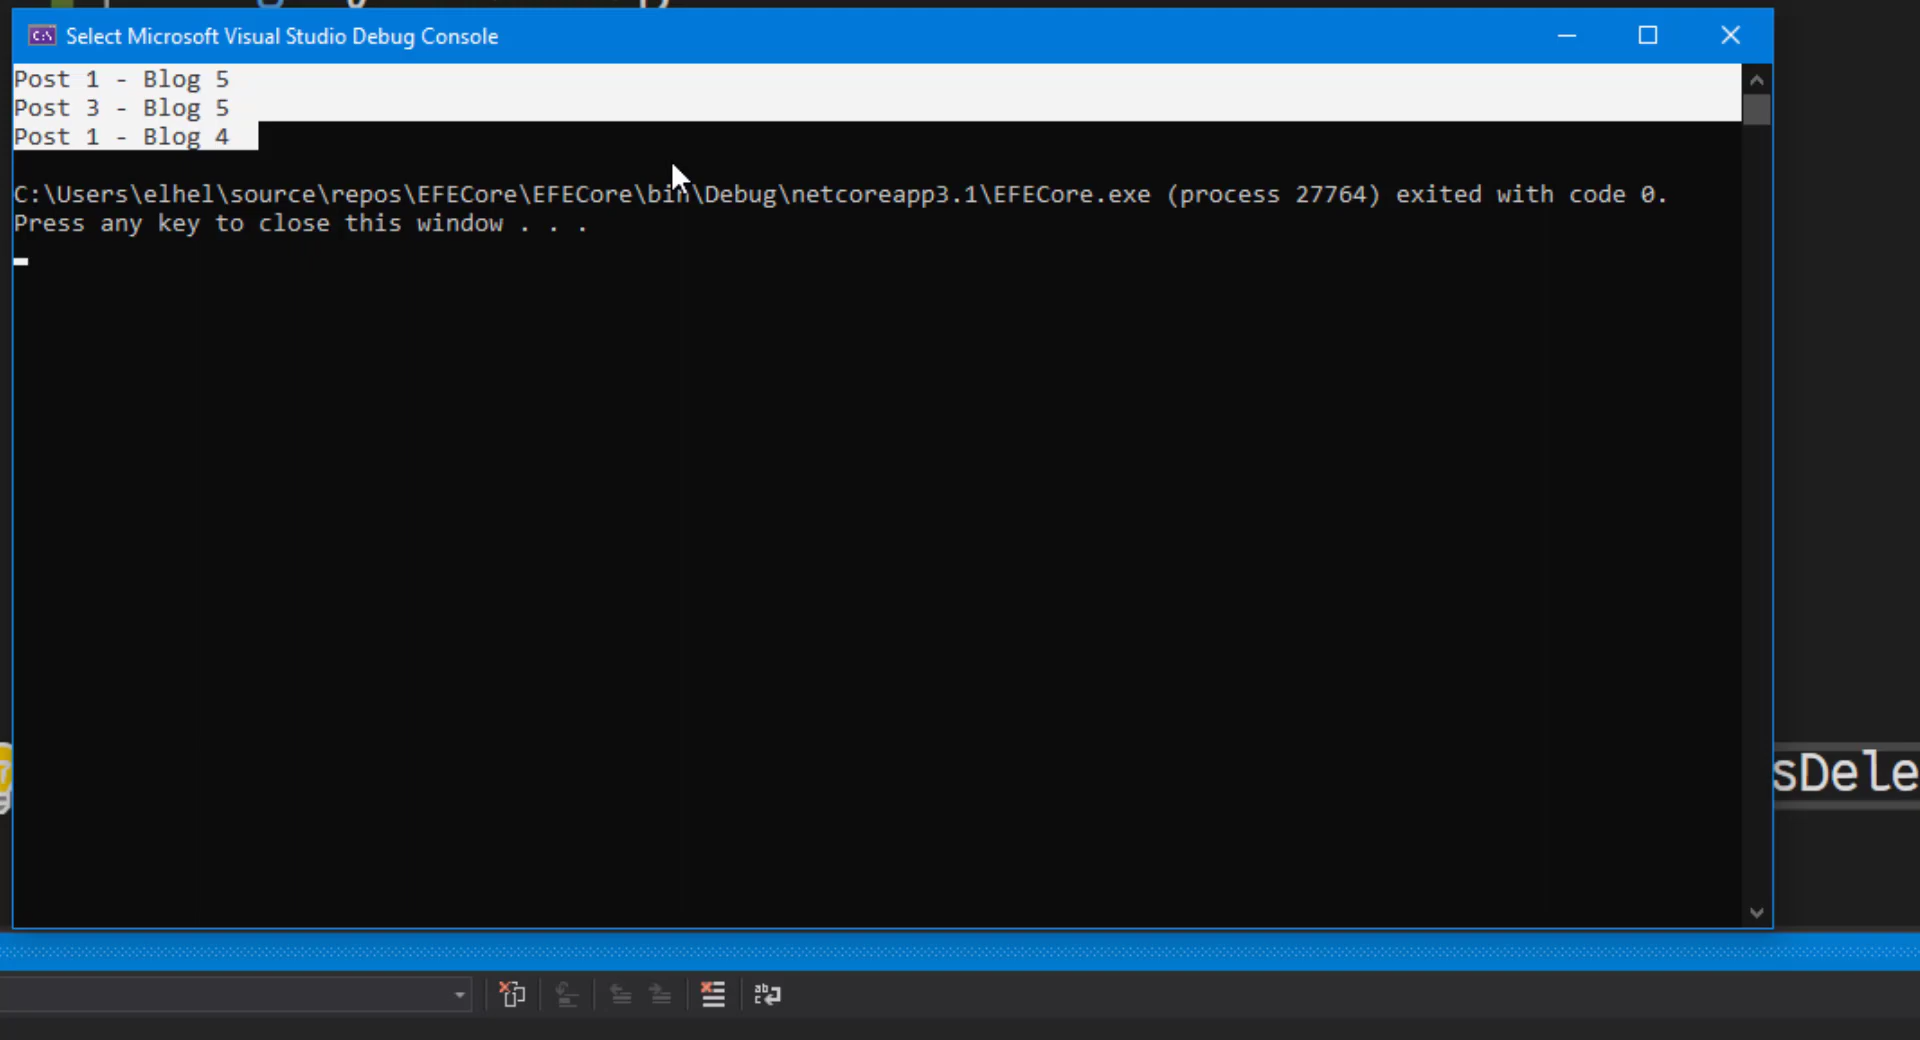 Select Microsoft Visual Studio Debug Console
Post 1 - Blog 5
Post 3 - Blog 5
Post 1 - Blog 4
C:\Users\elhel\source\repos\EFECore\EFECore\bin\Debug\netcoreapp3.1\EFECore.exe (process 27764) exited with code 0.
Press any key to close this window . . .
sDele